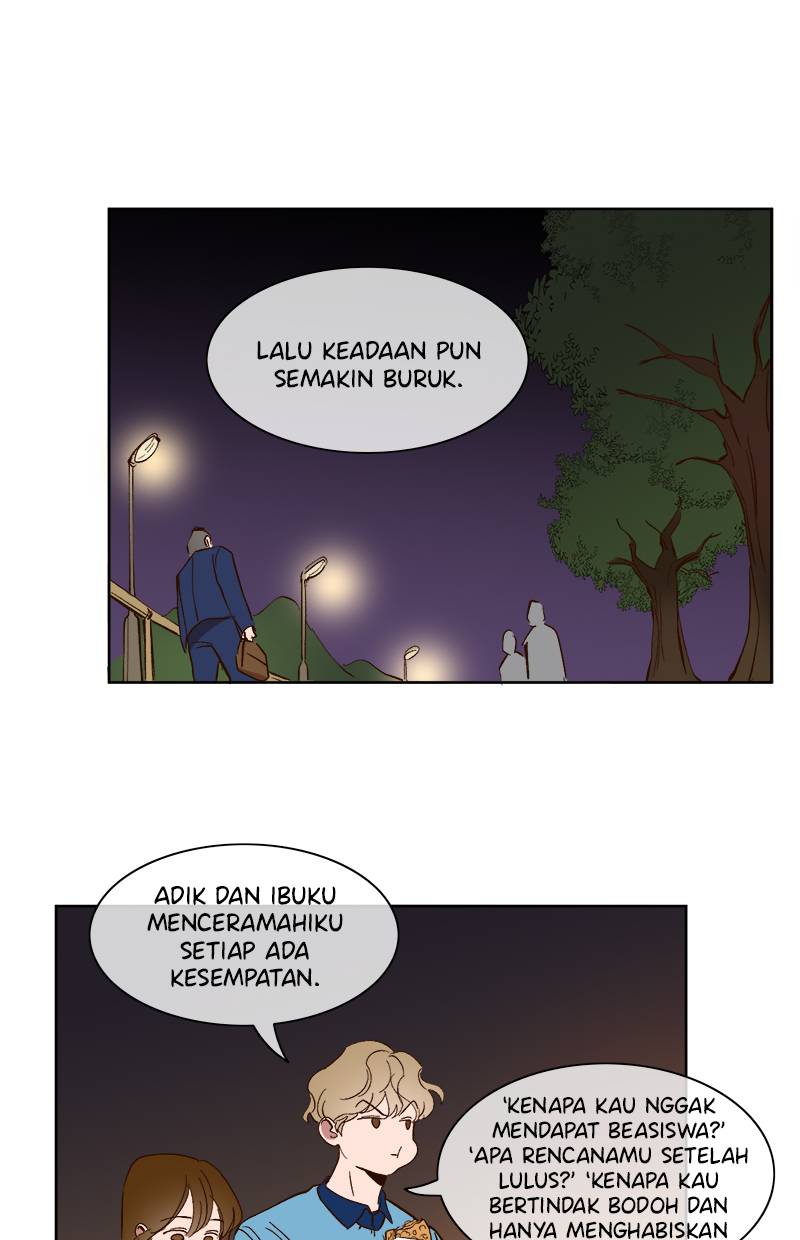 LALU KEADAAN PUN
SEMAKIN BURUK.
ADIK DAN IBUKU
MENCERAMAHIKU
SETIAP ADA
KESEMPATAN.
'KENAPA KAU NGGAK
MENDAPAT BEASISWA?'
'APA RENCANAMU SETELAH
LULUS?' 'KENAPA KAU
BERTINDAK BODOH DAN
HANYA MENGHABISKAN